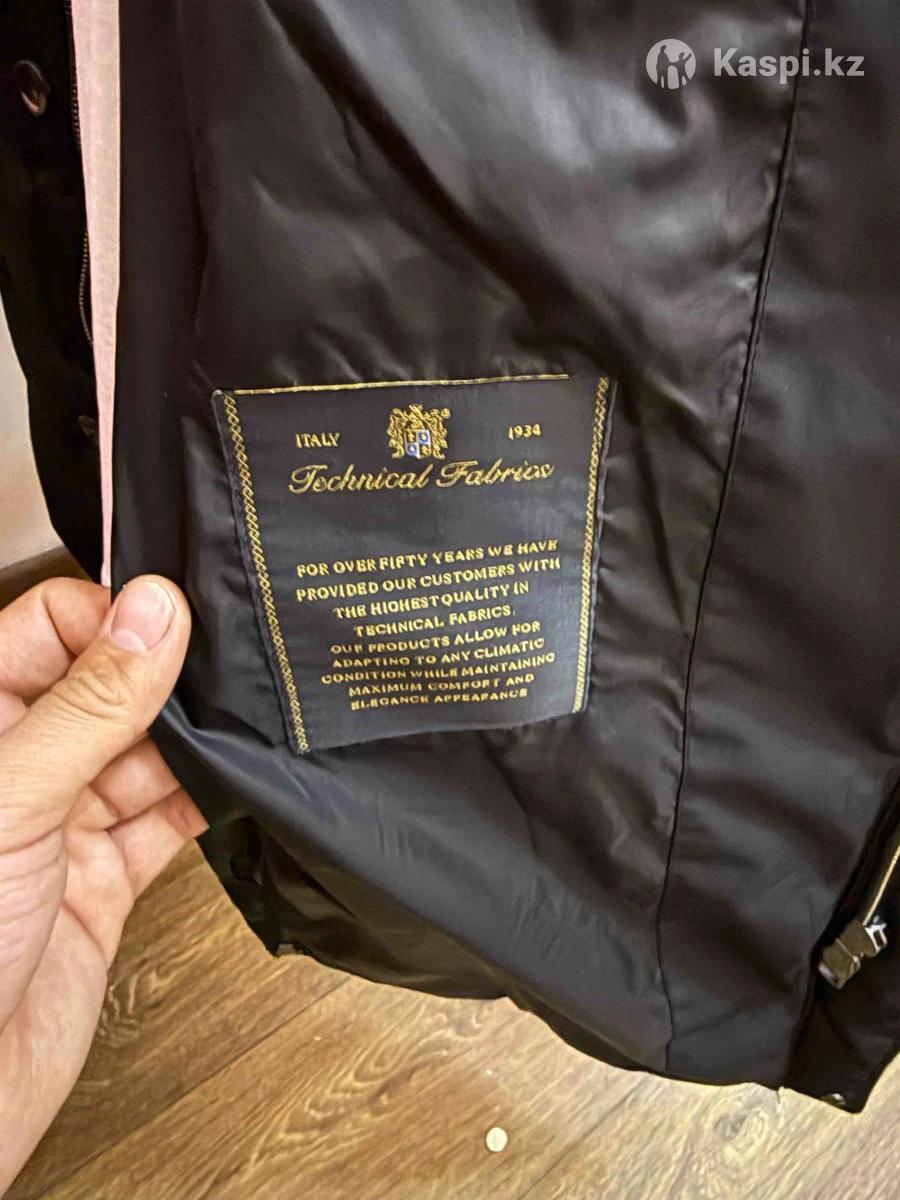 Kaspi.kz
ITALY 1934
Technical Fabrics
FOR OVER FIFTY YEARS WE HAVE
PROVIDED OUR CUSTOMERS WITH
THE HIGHEST QUALITY IN
TECHNICAL FABRICS.
OUR PRODUCTS ALLOW FOR
ADAPTING TO ANY CLIMATIC
CONDITION WHILE MAINTAINING
MAXIMUM COMFORT AND
ELEGANCE APPEARANCE